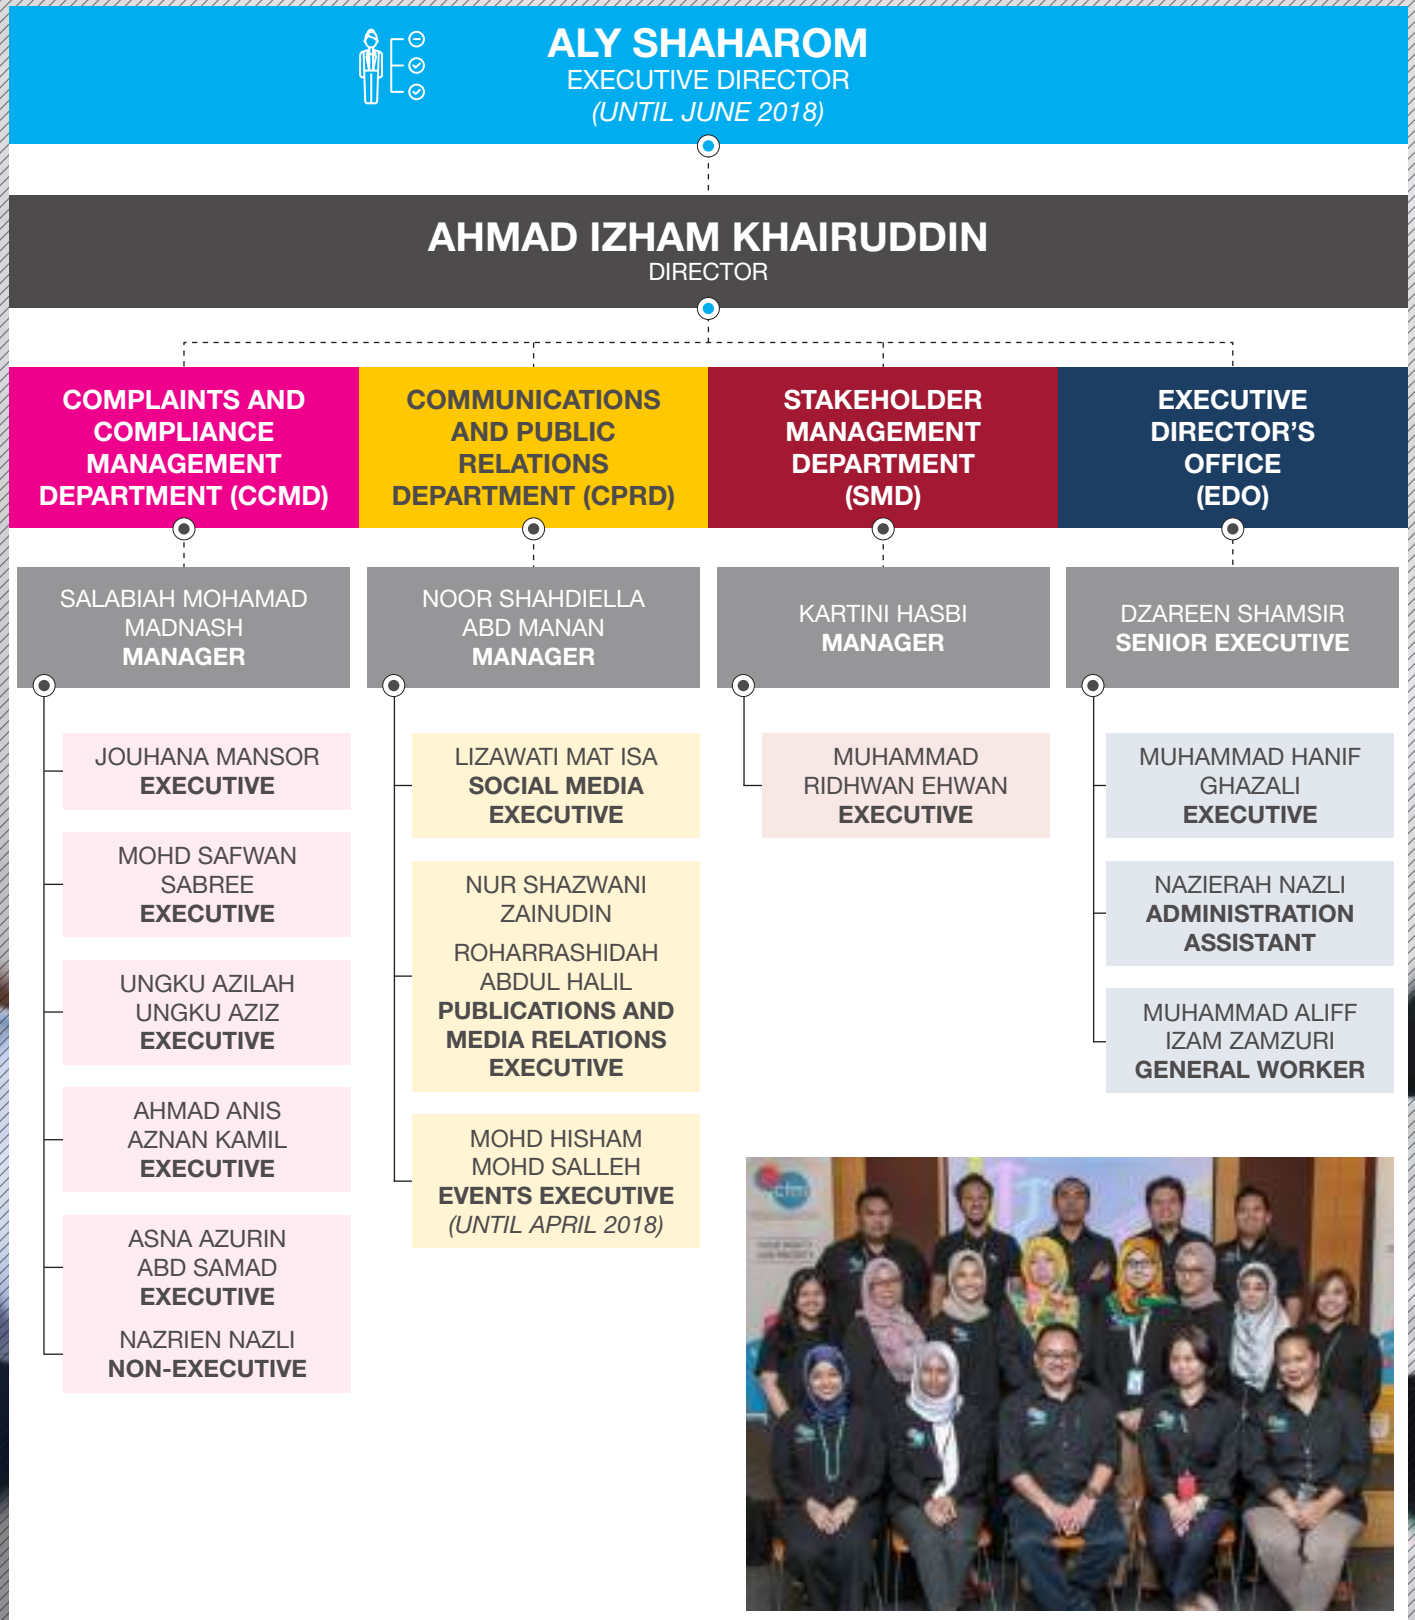 ALY SHAHAROM
EXECUTIVE DIRECTOR
(UNTIL JUNE 2018)
AHMAD IZHAM KHAIRUDDIN
DIRECTOR
COMPLAINTS AND
COMPLIANCE
MANAGEMENT
DEPARTMENT (CCMD)
SALABIAH MOHAMAD
MADNASH
MANAGER
JOUHANA MANSOR
EXECUTIVE
MOHD SAFWAN
SABREE
EXECUTIVE
UNGKU AZILAH
UNGKU AZIZ
EXECUTIVE
AHMAD ANIS
AZNAN KAMIL
EXECUTIVE
ASNA AZURIN
ABD SAMAD
EXECUTIVE
NAZRIEN NAZLI
NON-EXECUTIVE
COMMUNICATIONS
AND PUBLIC
RELATIONS
DEPARTMENT (CPRD)
NOOR SHAHDIELLA
ABD MANAN
MANAGER
LIZAWATI MAT ISA
SOCIAL MEDIA
EXECUTIVE
NUR SHAZWANI
ZAINUDIN
ROHARRASHIDAH
ABDUL HALIL
PUBLICATIONS AND
MEDIA RELATIONS
EXECUTIVE
MOHD HISHAM
MOHD SALLEH
EVENTS EXECUTIVE
(UNTIL APRIL 2018)
STAKEHOLDER
MANAGEMENT
DEPARTMENT
(SMD)
KARTINI HASBI
MANAGER
MUHAMMAD
RIDHWAN EHWAN
EXECUTIVE
EXECUTIVE
DIRECTOR'S
OFFICE
(EDO)
DZAREEN SHAMSIR
SENIOR EXECUTIVE
MUHAMMAD HANIF
GHAZALI
EXECUTIVE
NAZIERAH NAZLI
ADMINISTRATION
ASSISTANT
MUHAMMAD ALIFF
IZAM ZAMZURI
GENERAL WORKER